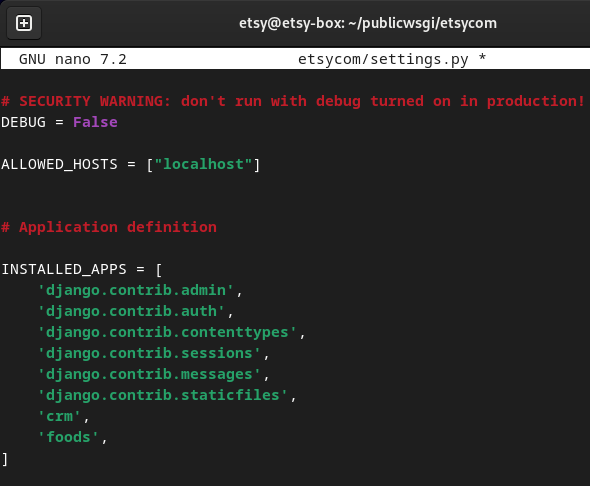 etsy@etsy-box: ~/publicwsgi/etsycom
GNU nano 7.2 etsycom/settings.py *
# SECURITY WARNING: don't run with debug turned on in production!
DEBUG = False
ALLOWED_HOSTS = ["localhost"]
# Application definition
INSTALLED_APPS = [
    'django.contrib.admin',
    'django.contrib.auth',
    'django.contrib.contenttypes',
    'django.contrib.sessions',
    'django.contrib.messages',
    'django.contrib.staticfiles',
    'crm',
    'foods',
]